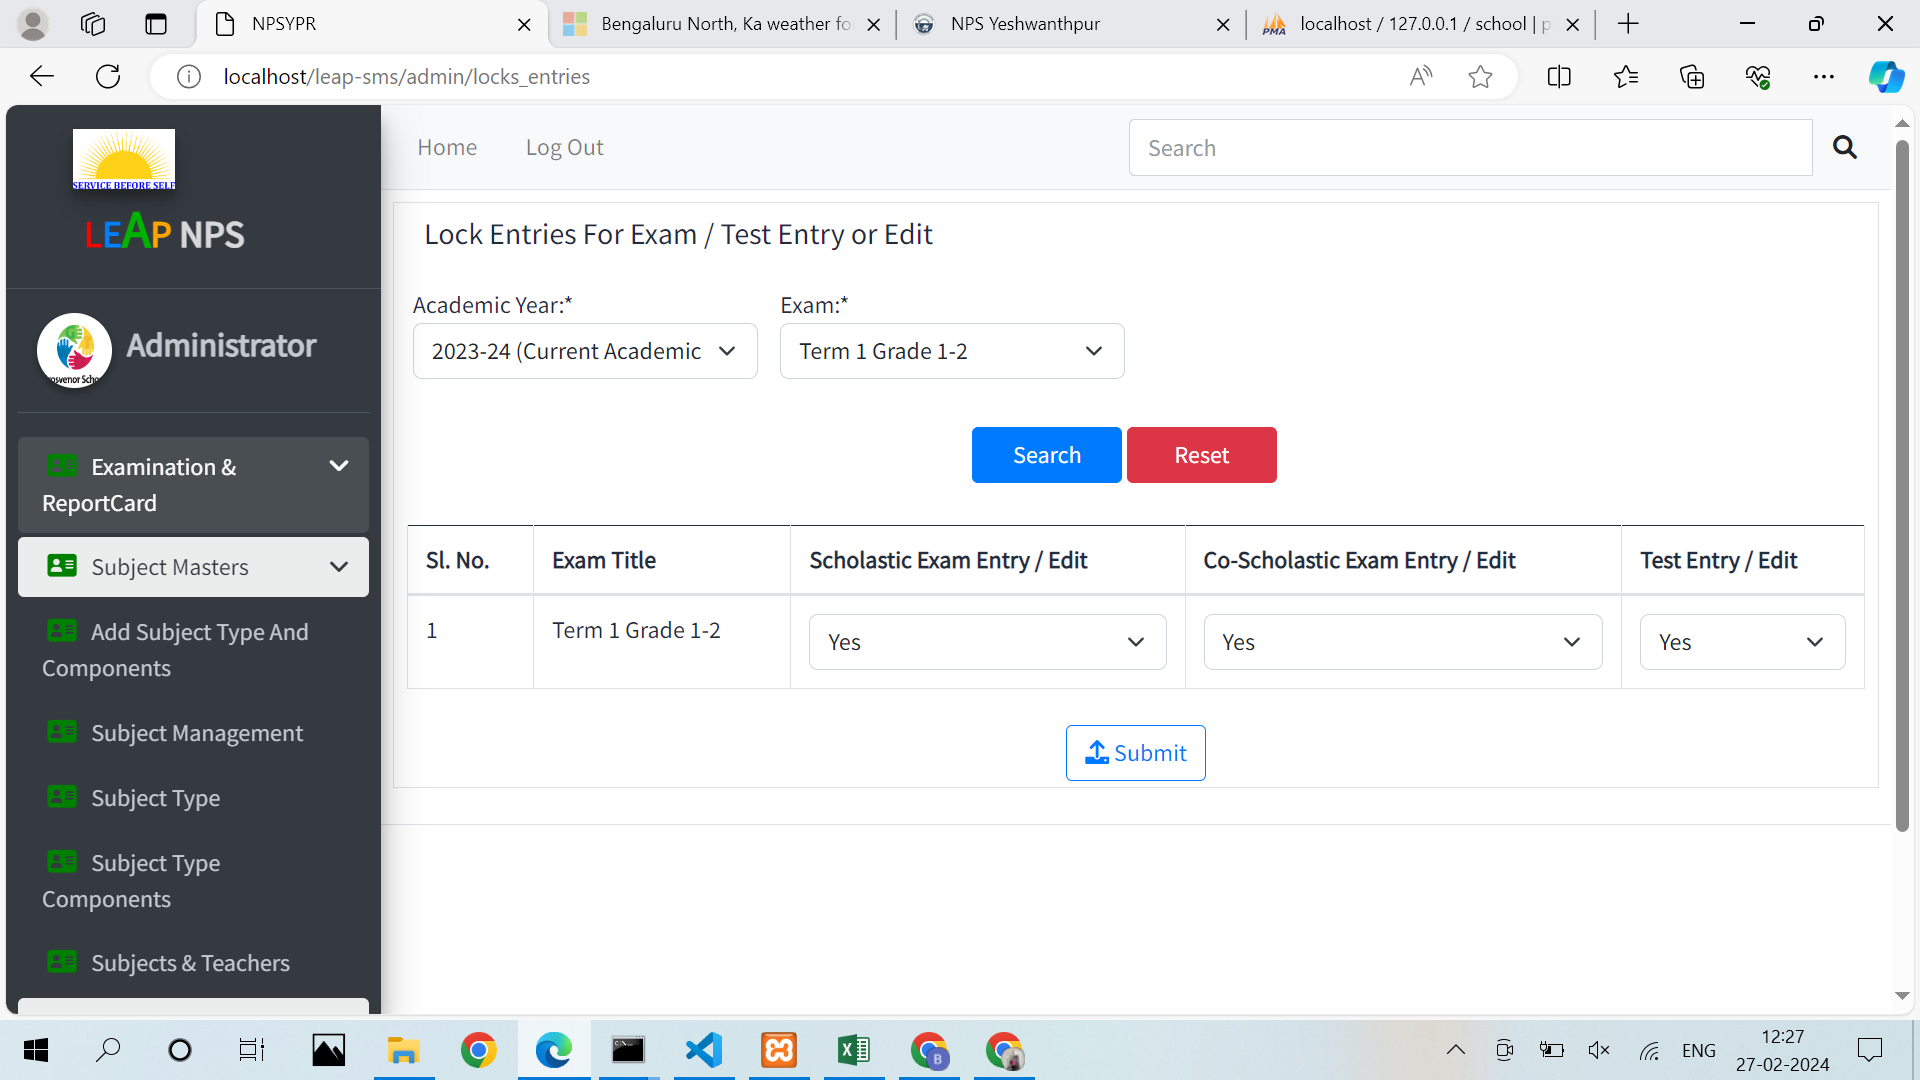 NPSYPR
Bengaluru North, Ka weather fo
NPS Yeshwanthpur
localhost / 127.0.0.1 / school | p
localhost/leap-sms/admin/locks_entries
SERVICE BEFORE SELF
LEAP NPS
Home
Log Out
Search
Administrator
Lock Entries For Exam / Test Entry or Edit
Academic Year:*
Exam:*
2023-24 (Current Academic
Term 1 Grade 1-2
Search
Reset
Examination &
ReportCard
Subject Masters
Add Subject Type And
Components
Subject Management
Subject Type
Subject Type
Components
Subjects & Teachers
Sl. No.
Exam Title
Scholastic Exam Entry / Edit
Co-Scholastic Exam Entry / Edit
Test Entry / Edit
1
Term 1 Grade 1-2
Yes
Yes
Yes
Submit
ENG
12:27
27-02-2024